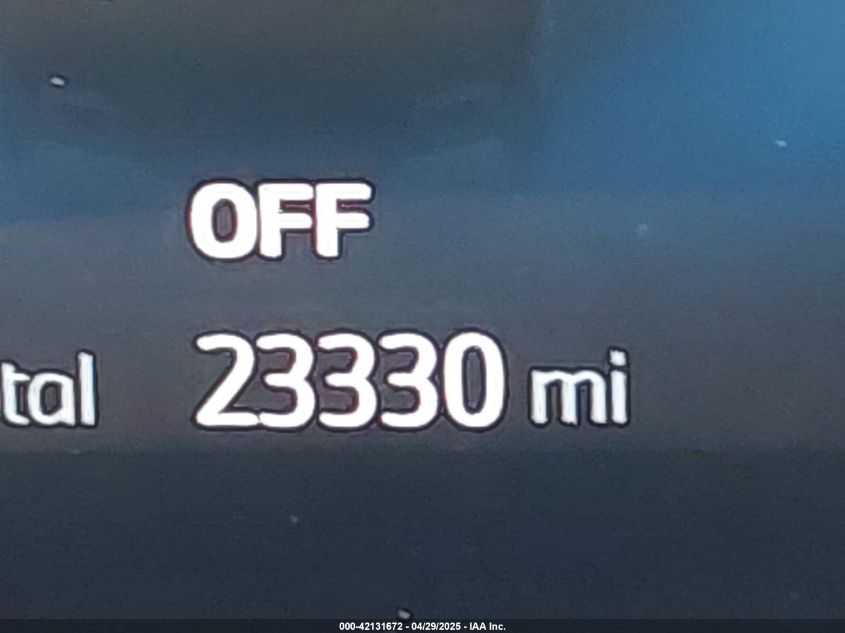 OFF
tal 23330 mi
000-42131672 - 04/29/2025 - IAA Inc.